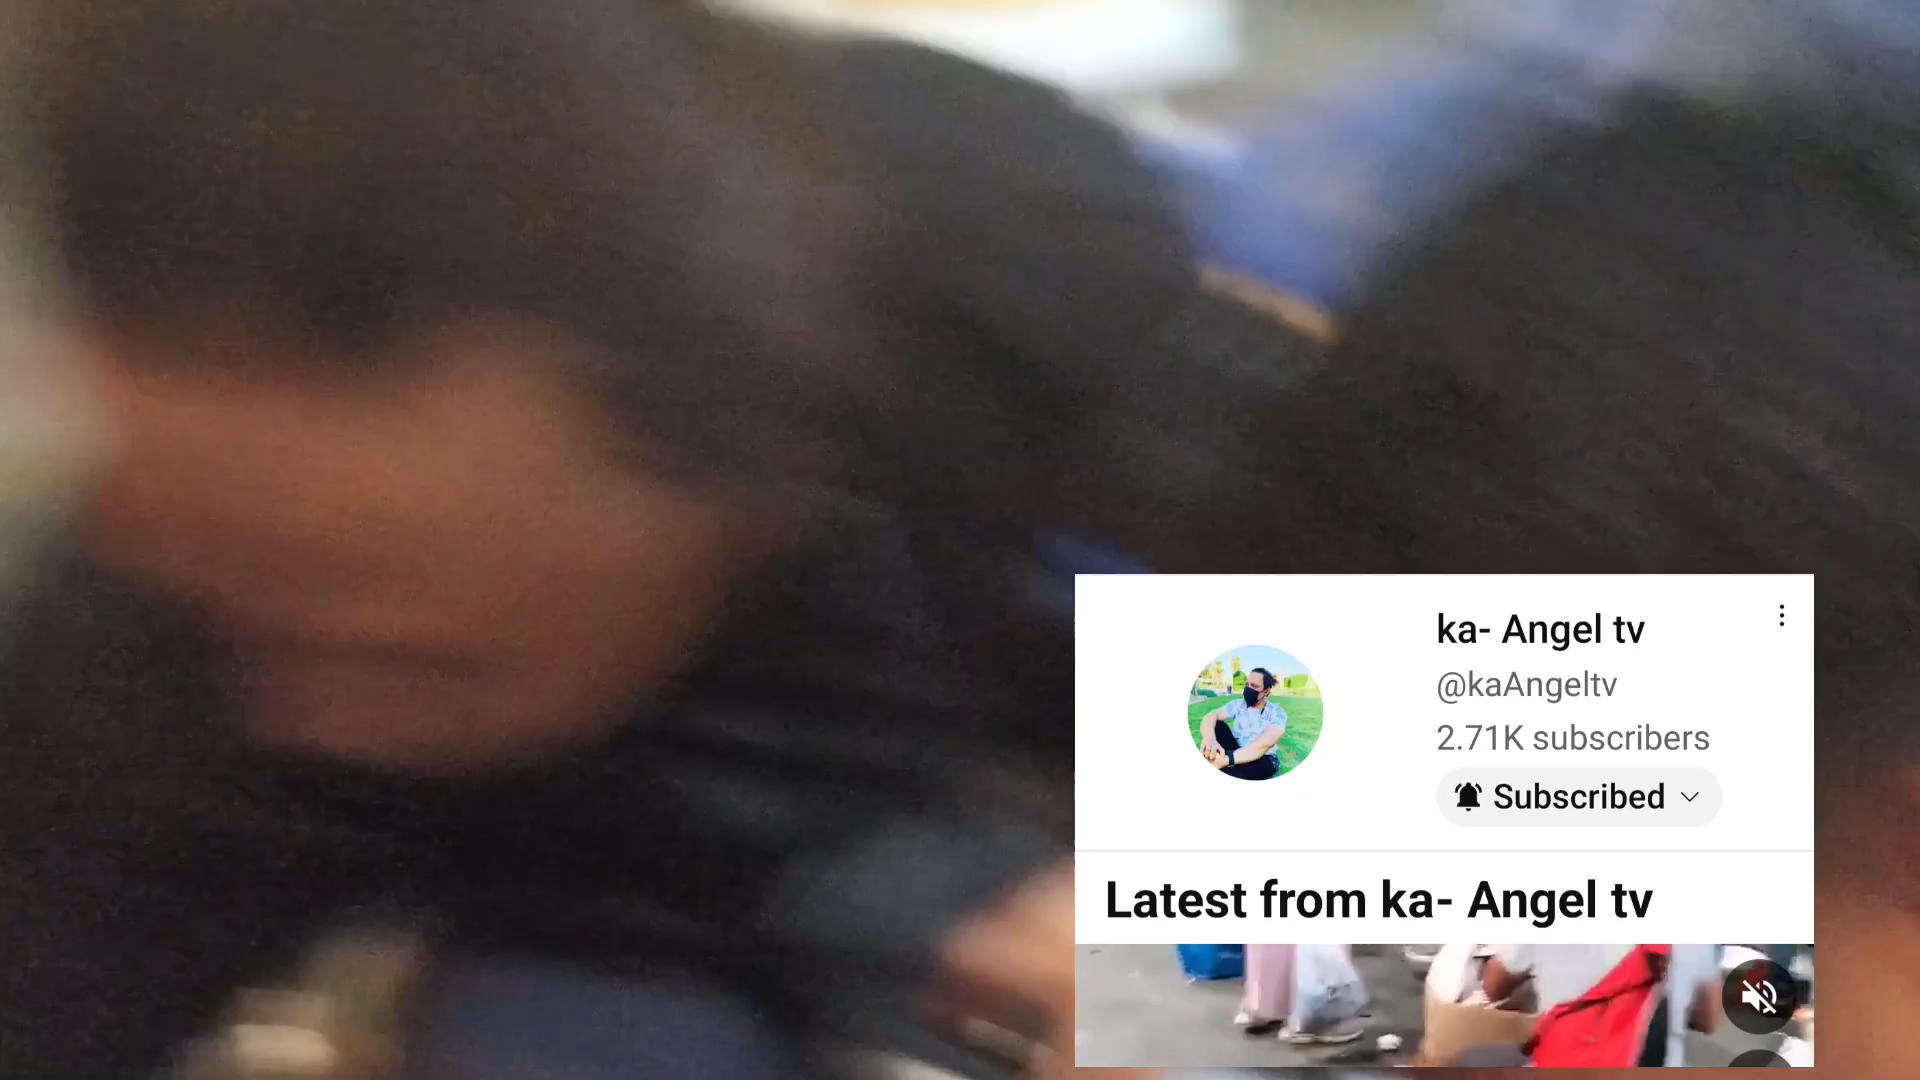 ka- Angel tv
@kaAngeltv
2.71K subscribers
Subscribed
Latest from ka- Angel tv